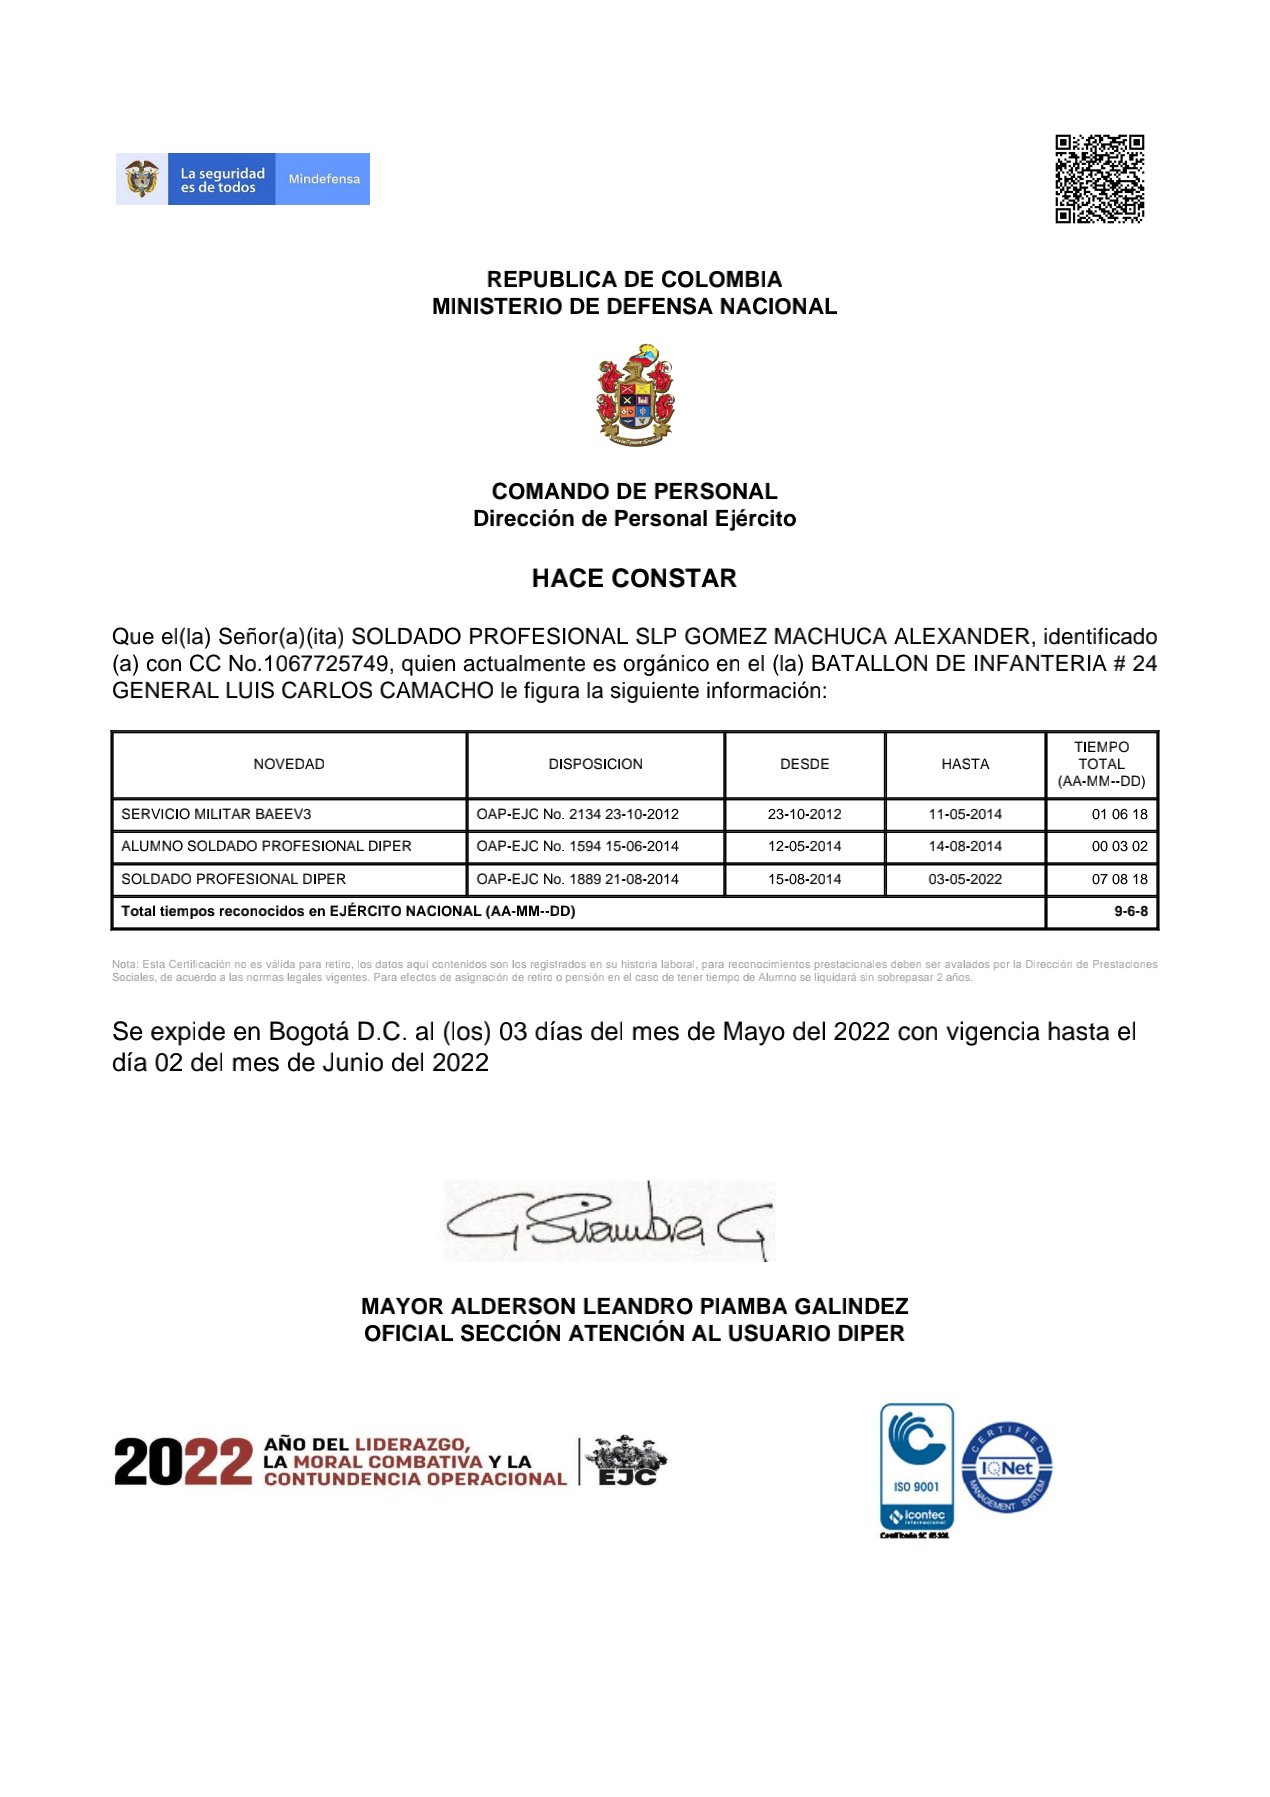 La seguridad
es de todos
Mindefensa
REPUBLICA DE COLOMBIA
MINISTERIO DE DEFENSA NACIONAL
COMANDO DE PERSONAL
Dirección de Personal Ejército
HACE CONSTAR
Que el(la) Señor(a)(ita) SOLDADO PROFESIONAL SLP GOMEZ MACHUCA ALEXANDER, identificado
(a) con CC No.1067725749, quien actualmente es orgánico en el (la) BATALLON DE INFANTERIA # 24
GENERAL LUIS CARLOS CAMACHO le figura la siguiente información:
NOVEDAD DISPOSICION DESDE HASTA TIEMPO
TOTAL
(AA-MM--DD)
SERVICIO MILITAR BAEEV3 OAP-EJC No. 2134 23-10-2012 23-10-2012 11-05-2014 01 06 18
ALUMNO SOLDADO PROFESIONAL DIPER OAP-EJC No. 1594 15-06-2014 12-05-2014 14-08-2014 00 03 02
SOLDADO PROFESIONAL DIPER OAP-EJC No. 1889 21-08-2014 15-08-2014 03-05-2022 07 08 18
Total tiempos reconocidos en EJÉRCITO NACIONAL (AA-MM--DD) 9-6-8
Nota: Esta Certificación no es válida para retiro, los datos aquí contenidos son los registrados en su historia laboral, para reconocimientos prestacionales deben ser avalados por la Dirección de Prestaciones
Sociales, de acuerdo a las normas legales vigentes. Para efectos de asignación de retiro o pensión en el caso de tener tiempo de Alumno se liquidará sin sobrepasar 2 años.
Se expide en Bogotá D.C. al (los) 03 días del mes de Mayo del 2022 con vigencia hasta el
día 02 del mes de Junio del 2022
MAYOR ALDERSON LEANDRO PIAMBA GALINDEZ
OFICIAL SECCIÓN ATENCIÓN AL USUARIO DIPER
2022 AÑO DEL LIDERAZGO,
LA MORAL COMBATIVA Y LA
CONTUNDENCIA OPERACIONAL
EJC
ISO 9001
icontec
internacional
CERTIFIED
IQNet
MANAGEMENT SYSTEM